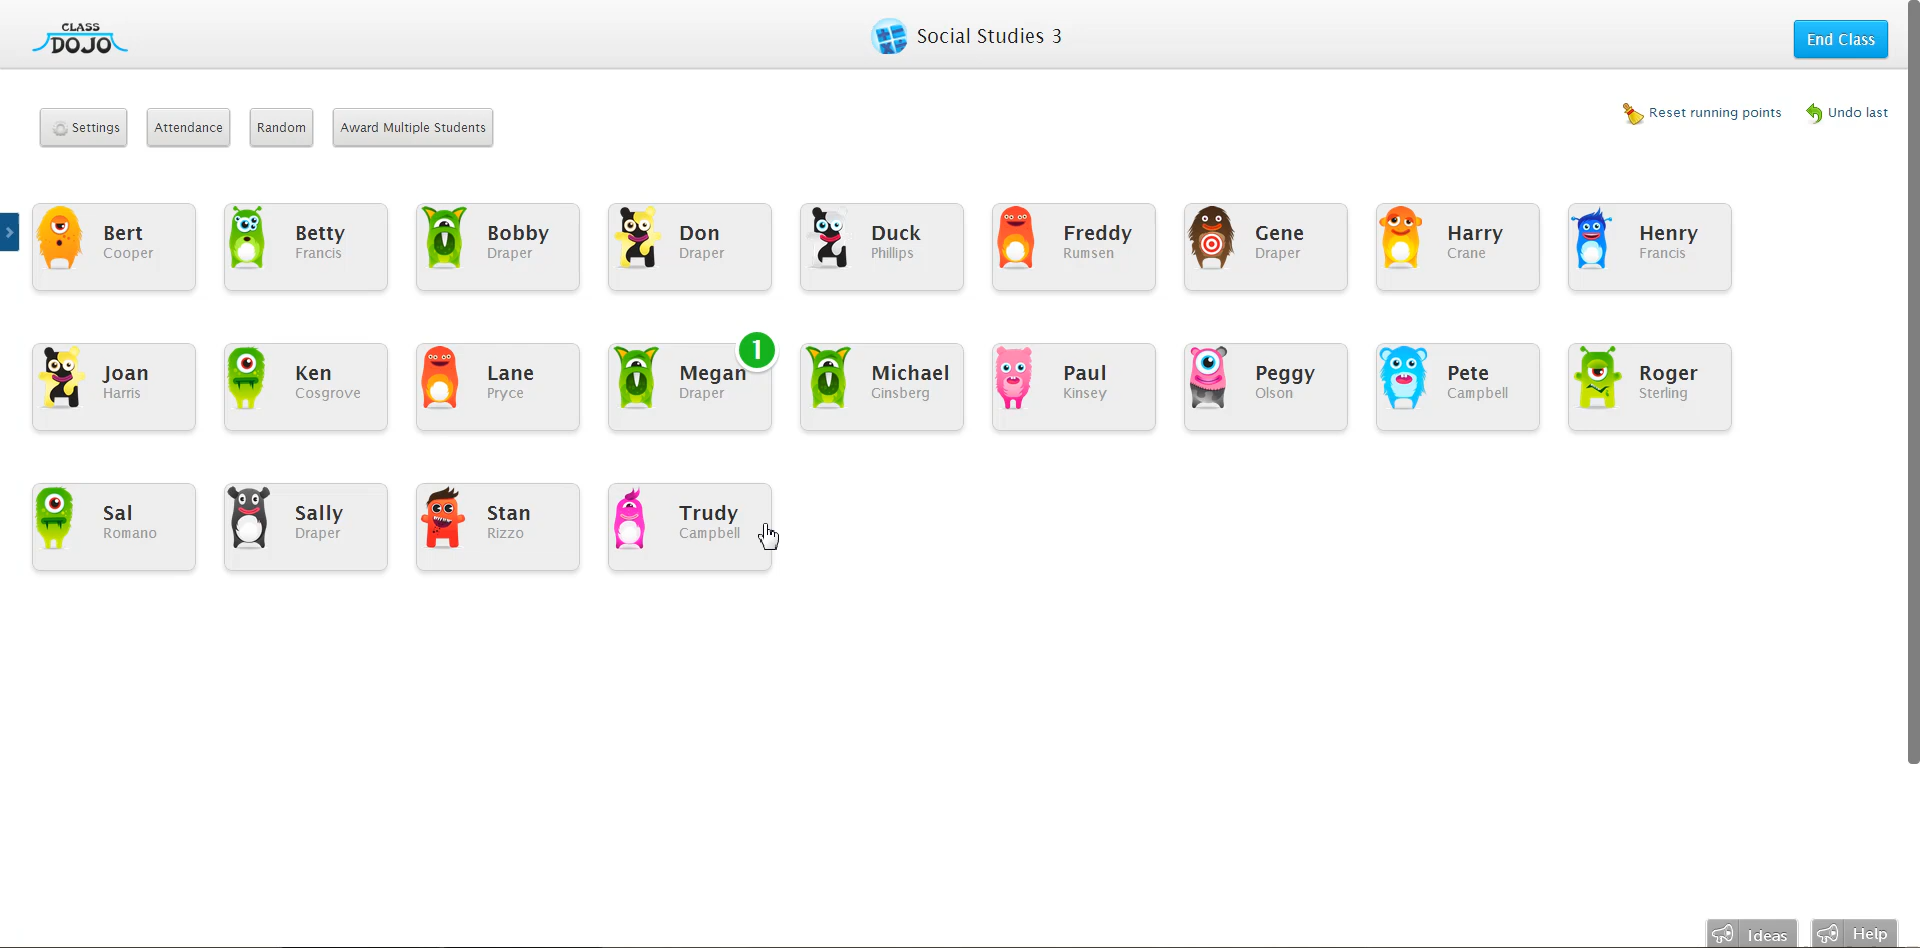 CLASS
DOJO
Social Studies 3
End Class
Settings
Attendance
Random
Award Multiple Students
Reset running points
Undo last
Bert
Cooper
Betty
Francis
Bobby
Draper
Don
Draper
Duck
Phillips
Freddy
Rumsen
Gene
Draper
Harry
Crane
Henry
Francis
Joan
Harris
Ken
Cosgrove
Lane
Pryce
1
Megan
Draper
Michael
Ginsberg
Paul
Kinsey
Peggy
Olson
Pete
Campbell
Roger
Sterling
Sal
Romano
Sally
Draper
Stan
Rizzo
Trudy
Campbell
Ideas
Help